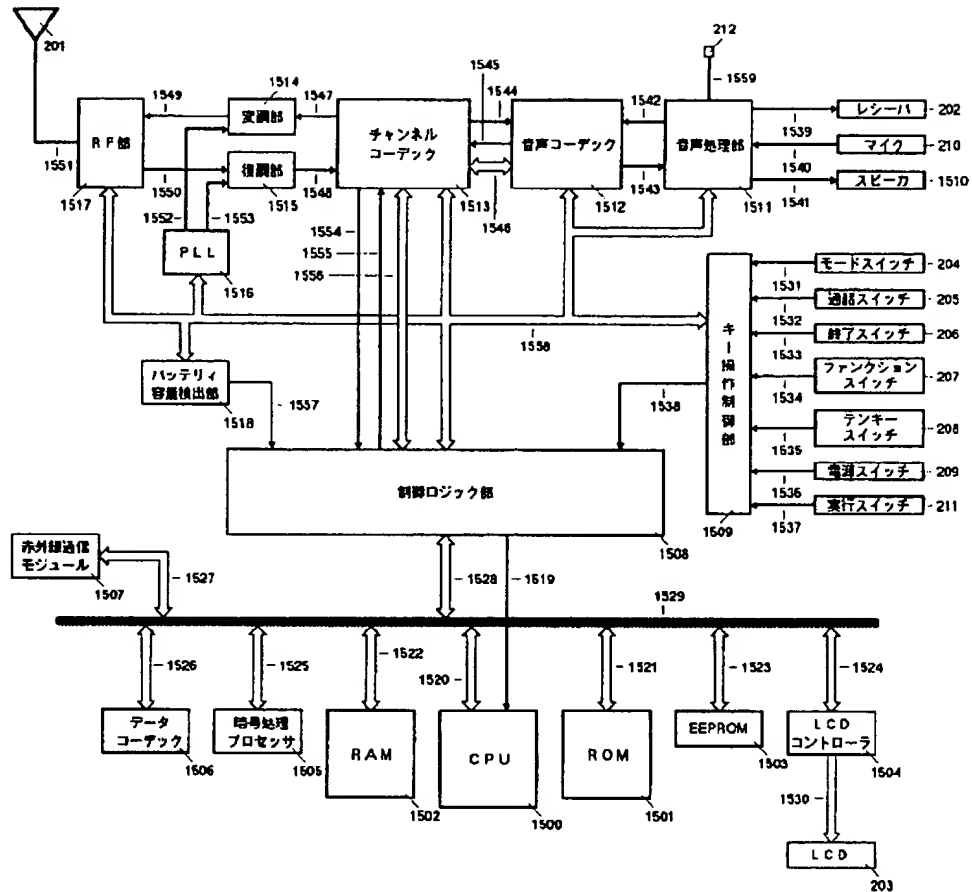 201
212
1559
1545
1514
1544
1549
1547
1542
変調部
RF部
チャンネル
コーデック
音声コーデック
音声処理部
レシーバ
202
1539
マイク
210
1540
スピーカ
1510
1541
1551
1550
復調部
1548
1543
1517
1552
1553
1515
1513
1512
1511
1546
1554
1555
1556
PLL
1516
モードスイッチ
204
1531
通話スイッチ
205
1532
終了スイッチ
206
1533
ファンクション
スイッチ
207
1534
テンキー
スイッチ
208
1535
電源スイッチ
209
1536
実行スイッチ
211
1537
キー操作制御部
1509
1558
1538
バッテリィ
容量検出部
1518
1557
制御ロジック部
1508
赤外線通信
モジュール
1507
1527
1528
1519
1529
1526
1525
1522
1520
1521
1523
1524
データ
コーデック
1506
暗号処理
プロセッサ
1505
RAM
1502
CPU
1500
ROM
1501
EEPROM
1503
LCD
コントローラ
1504
1530
LCD
203